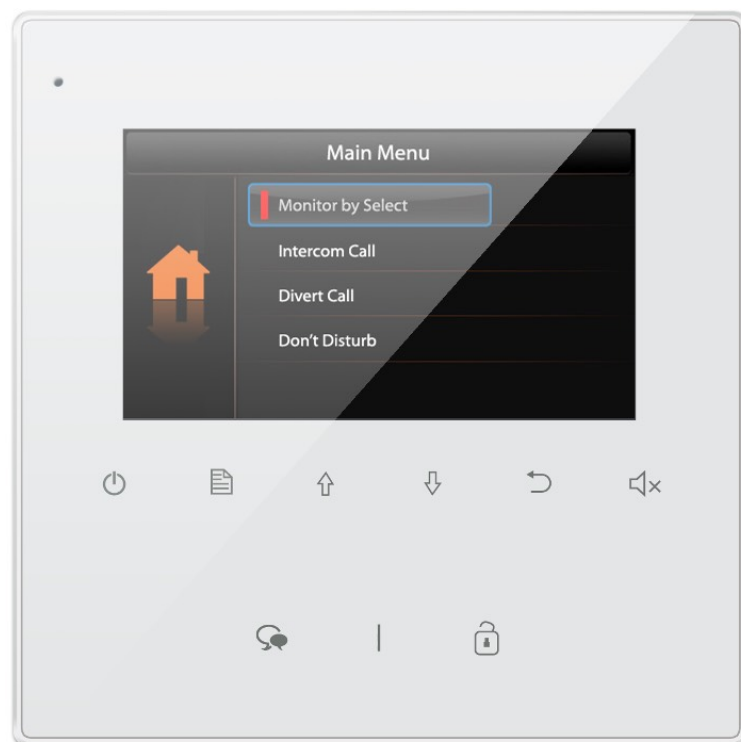 Main Menu
Monitor by Select
Intercom Call
Divert Call
Don't Disturb